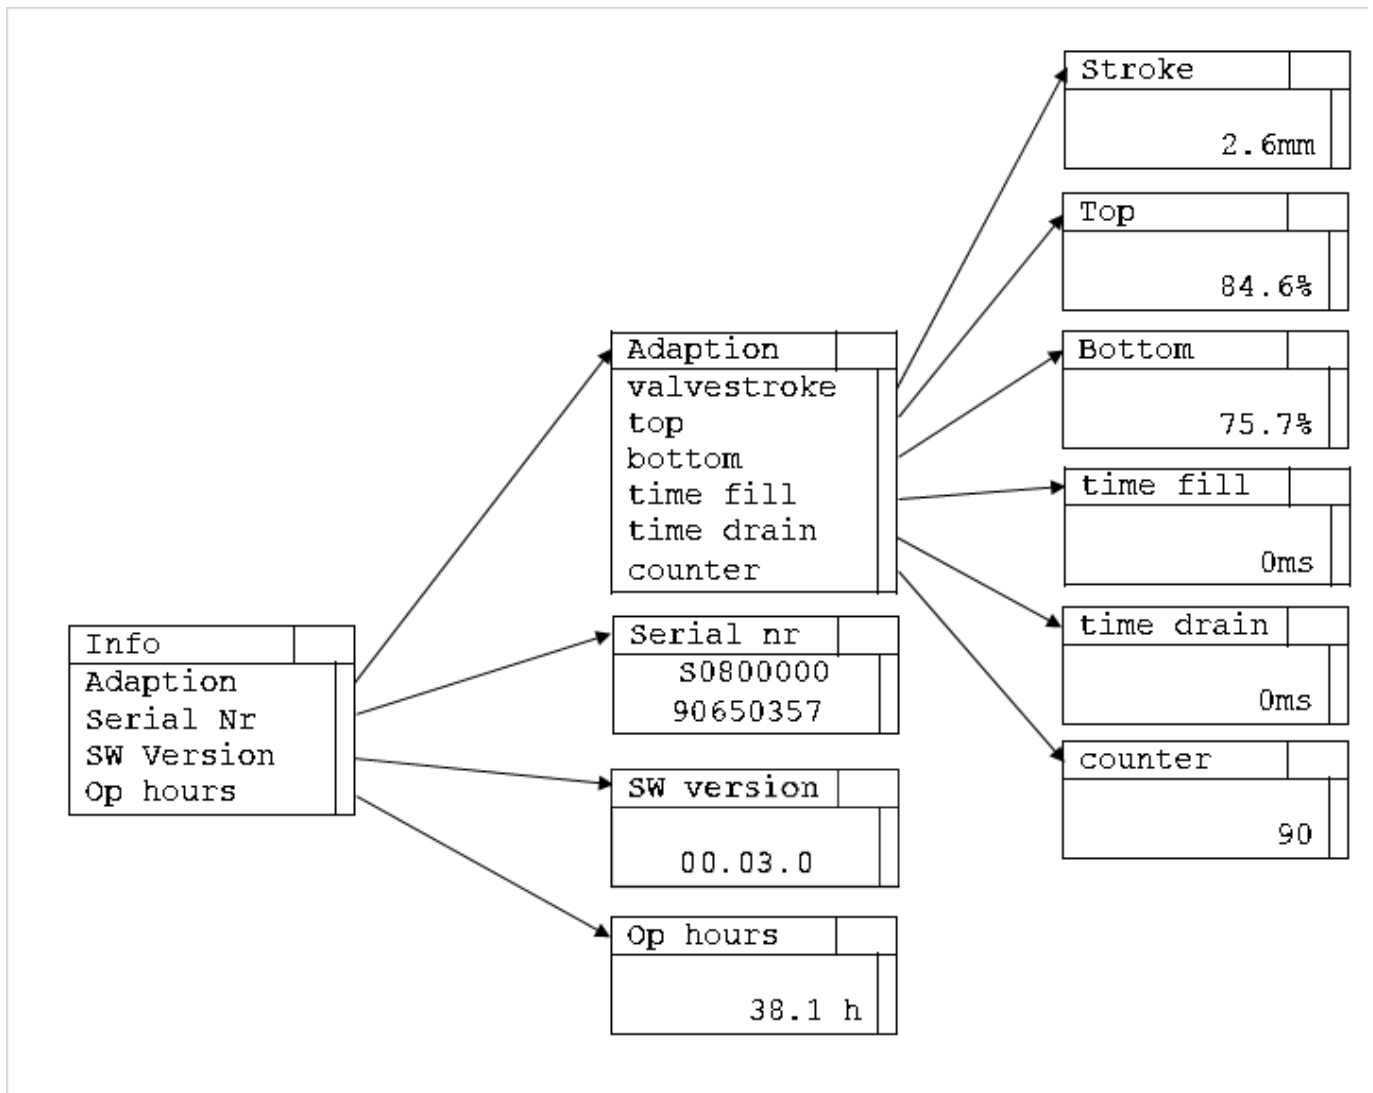 Info
Adaption
Serial Nr
SW Version
Op hours
Adaption
valvestroke
top
bottom
time fill
time drain
counter
Serial nr
S0800000
90650357
SW version
00.03.0
Op hours
38.1 h
Stroke
2.6mm
Top
84.6%
Bottom
75.7%
time fill
0ms
time drain
0ms
counter
90